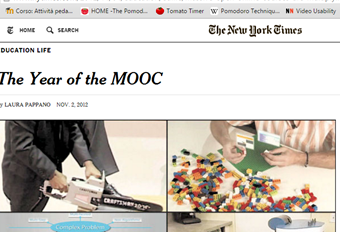 Corso: Attività peda... HOME -The Pomod... Tomato Timer Pomodoro Techniqu... Video Usability
HOME SEARCH The New York Times
DUCATION LIFE
The Year of the MOOC
y LAURA PAPPANO NOV. 2, 2012
CRAFTSMAN
Complex Problem